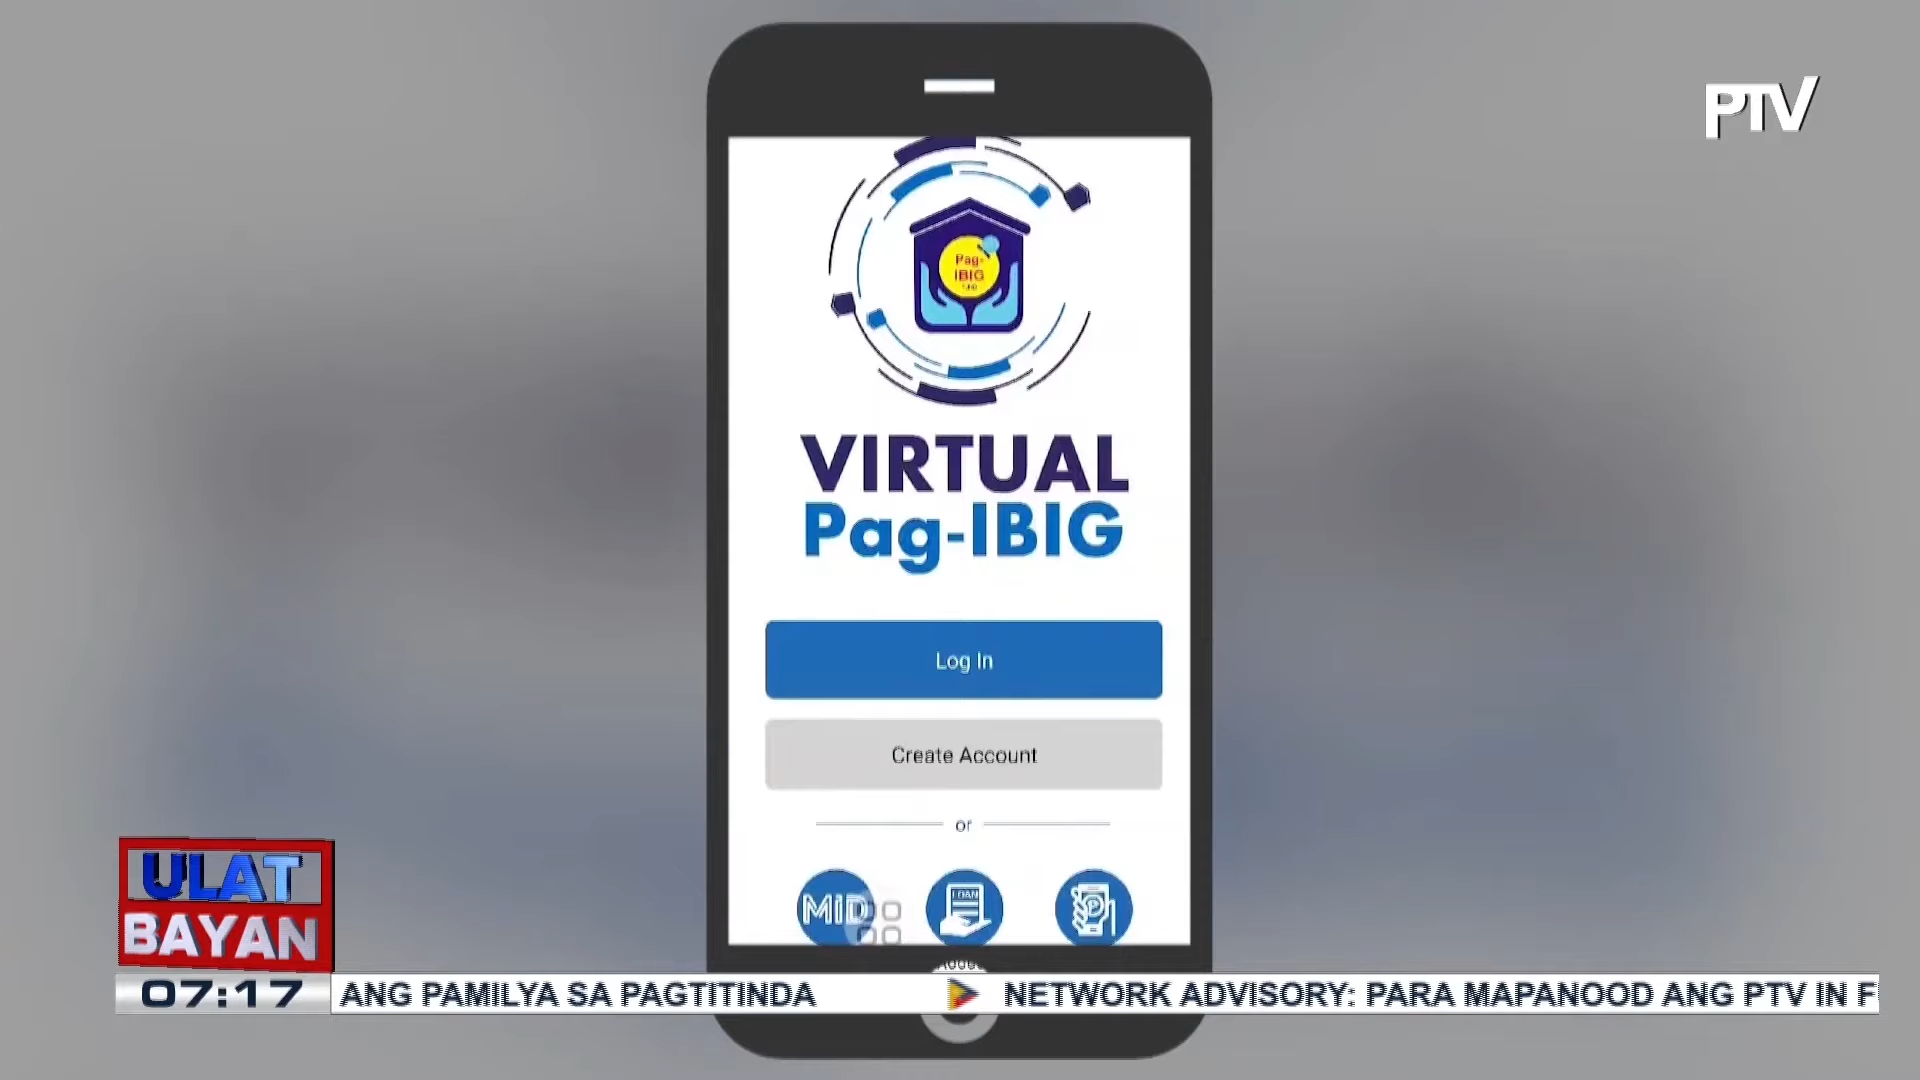 PTV
Pag-
IBIG
VIRTUAL
Pag-IBIG
Log In
Create Account
or
MID
LOAN
ULAT
BAYAN
07:17
ANG PAMILYA SA PAGTITINDA
NETWORK ADVISORY: PARA MAPANOOD ANG PTV IN F